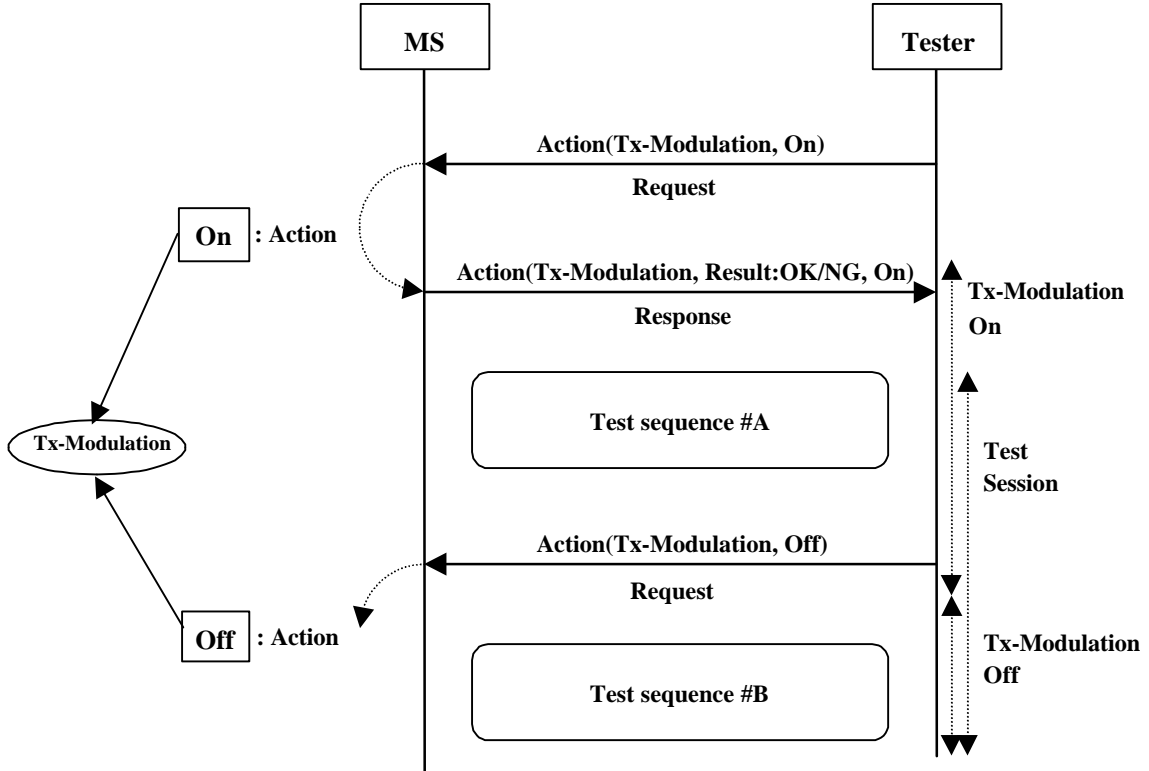 MS
Tester
Action(Tx-Modulation, On)
Request
On : Action
Action(Tx-Modulation, Result:OK/NG, On)
Response
Tx-Modulation
On
Test sequence #A
Tx-Modulation
Test
Session
Action(Tx-Modulation, Off)
Request
Off : Action
Tx-Modulation
Off
Test sequence #B